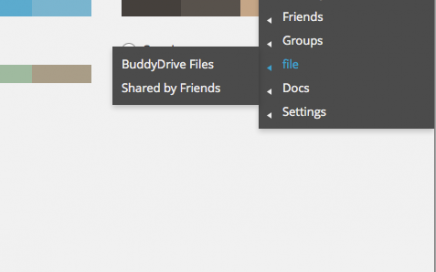 Friends
Groups
file
Docs
Settings
BuddyDrive Files
Shared by Friends